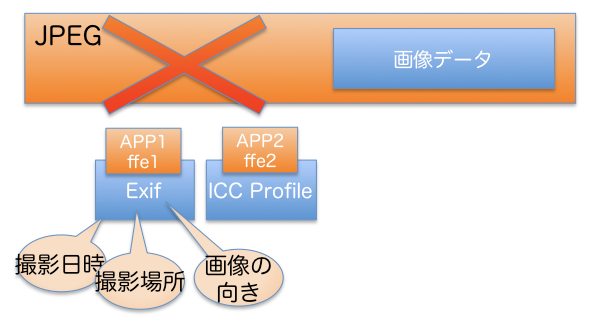 JPEG
画像データ
APP1
ffe1
APP2
ffe2
Exif
ICC Profile
撮影日時
撮影場所
画像の
向き